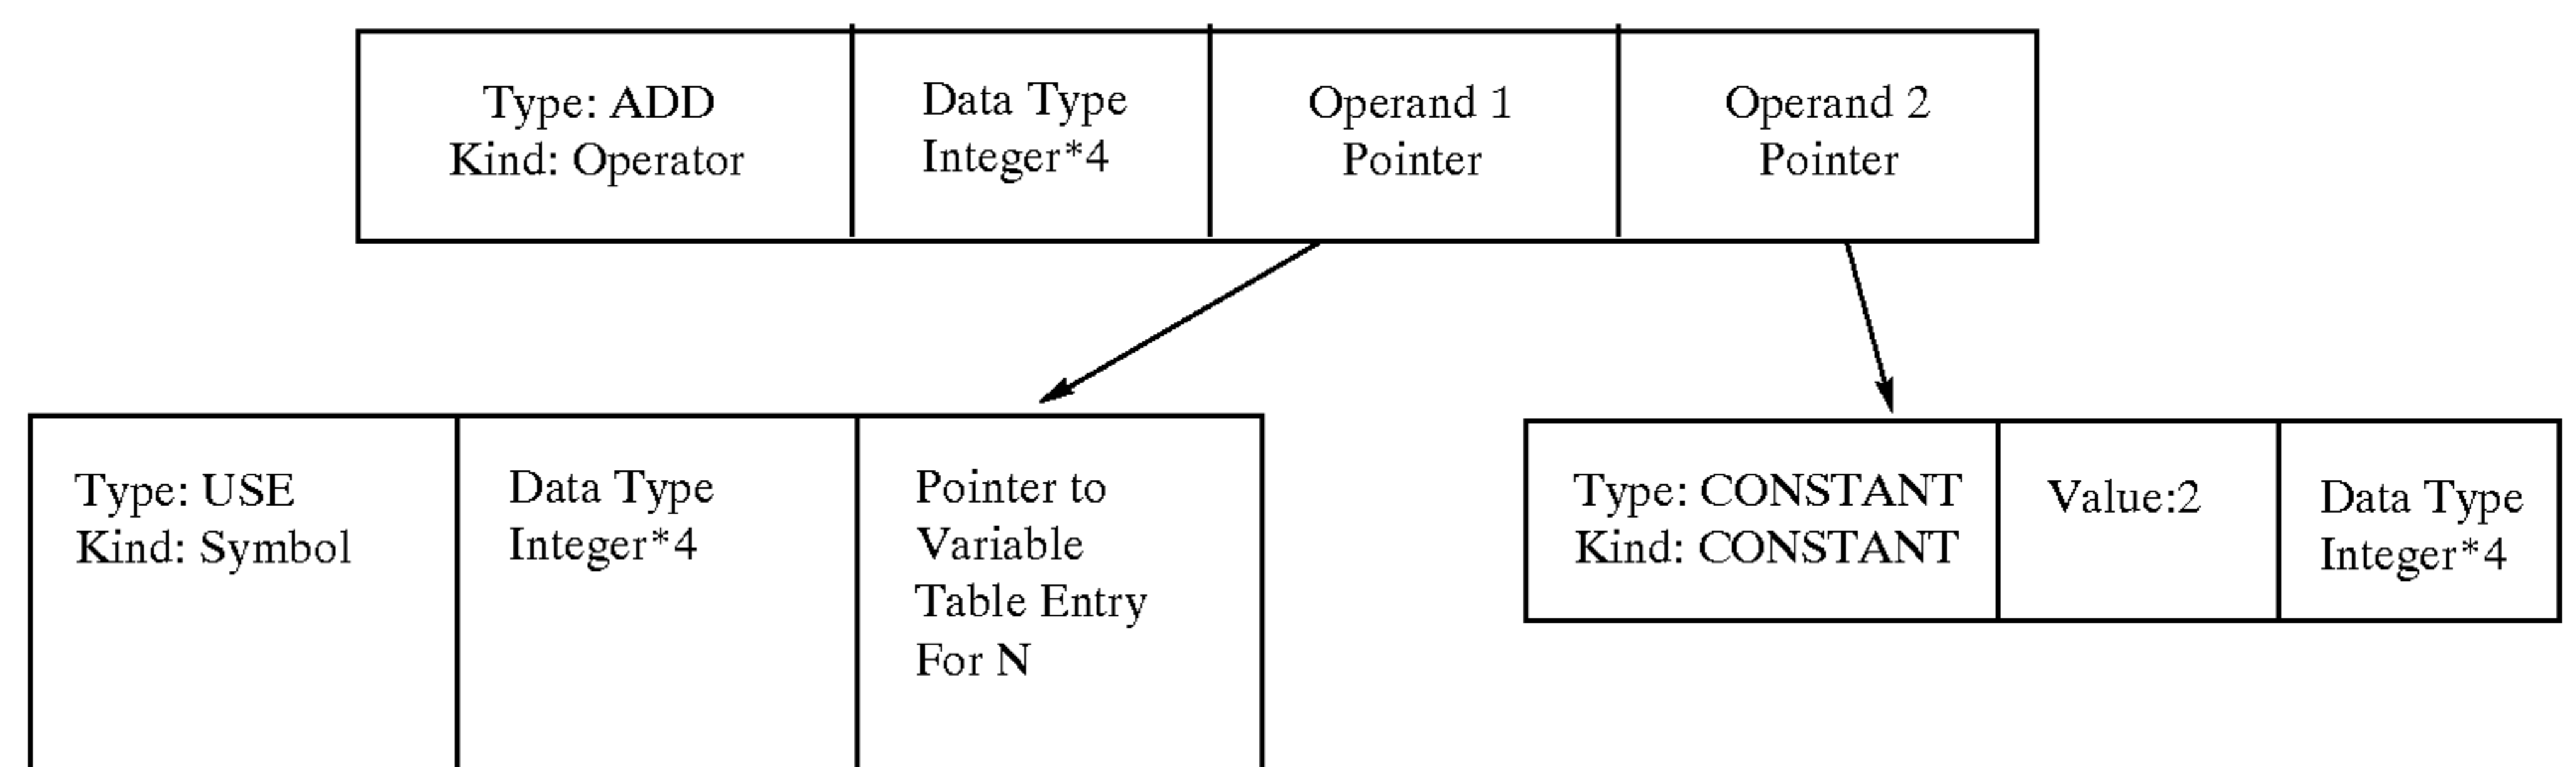 Type: ADD
Kind: Operator
Data Type
Integer*4
Operand 1
Pointer
Operand 2
Pointer
Type: USE
Kind: Symbol
Data Type
Integer*4
Pointer to
Variable
Table Entry
For N
Type: CONSTANT
Kind: CONSTANT
Value:2
Data Type
Integer*4